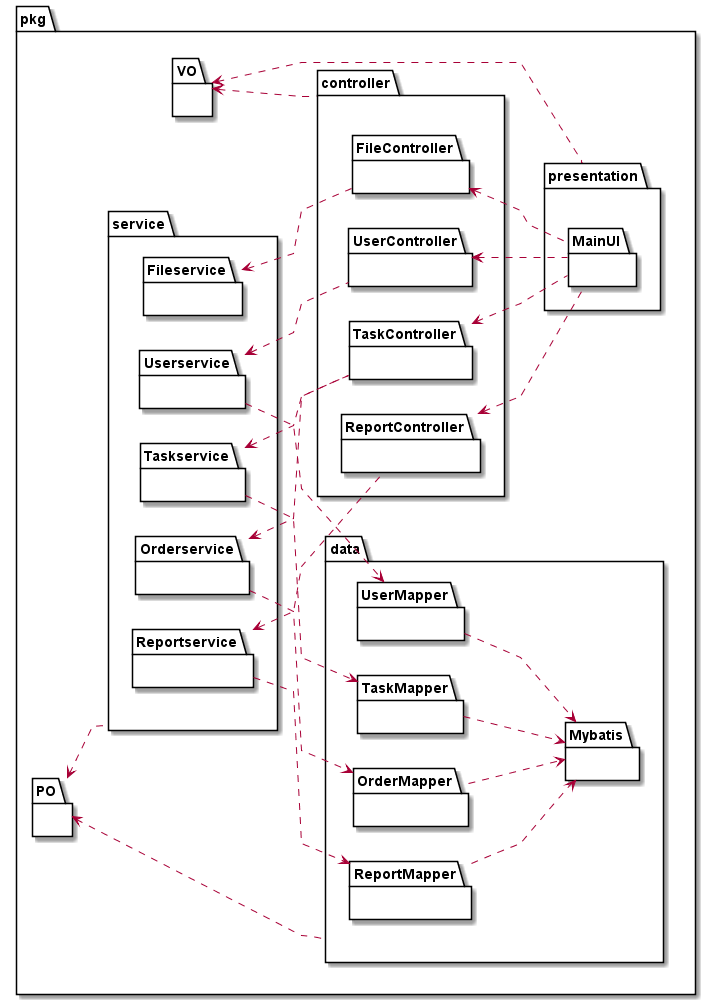 pkg
VO
controller
FileController
presentation
service
UserController
MainUI
Fileservice
TaskController
Userservice
ReportController
Taskservice
Orderservice
data
UserMapper
Reportservice
TaskMapper
Mybatis
OrderMapper
PO
ReportMapper